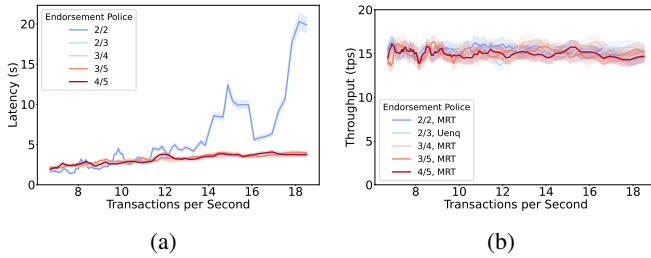 Endorsement Police
2/2
2/3
3/4
3/5
4/5
Latency (s)
20
15
10
5
0
8 10 12 14 16 18
Transactions per Second
(a)
Throughput (tps)
20
15
10
5
0
Endorsement Police
2/2, MRT
2/3, Uenq
3/4, MRT
3/5, MRT
4/5, MRT
8 10 12 14 16 18
Transactions per Second
(b)